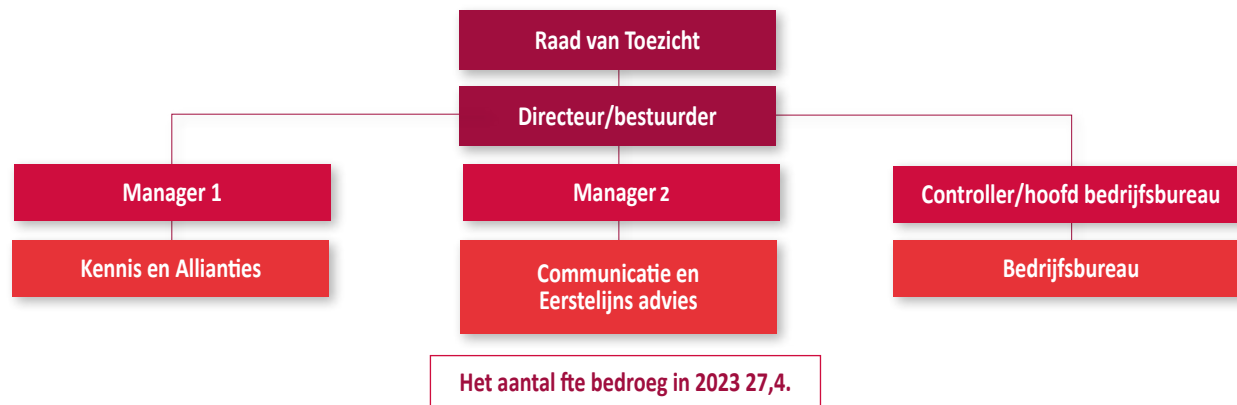 Raad van Toezicht
Directeur/bestuurder
Manager 1
Manager 2
Controller/hoofd bedrijfsbureau
Kennis en Allianties
Communicatie en
Eerstelijns advies
Bedrijfsbureau
Het aantal fte bedroeg in 2023 27,4.